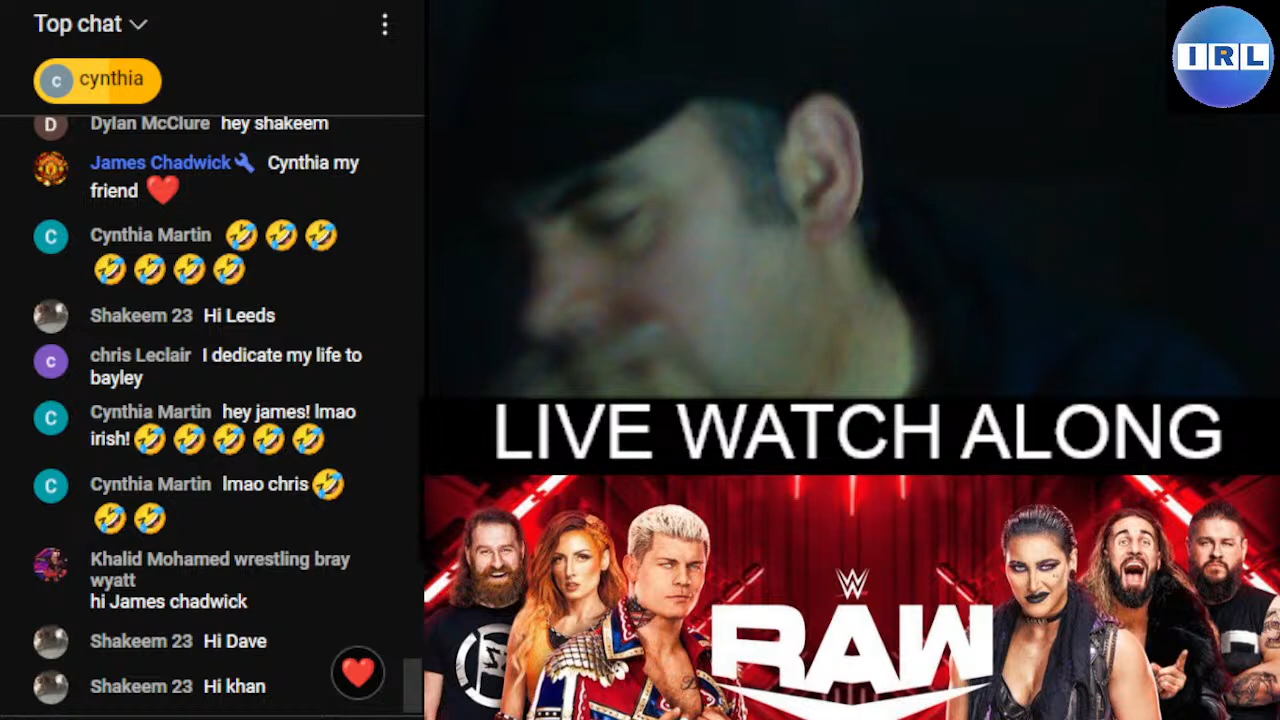 Top chat
c cynthia
D Dylan McClure hey shakeem
James Chadwick Cynthia my
friend
C Cynthia Martin
Shakeem 23 Hi Leeds
c chris Leclair I dedicate my life to
bayley
C Cynthia Martin hey james! lmao
irish!
C Cynthia Martin lmao chris
Khalid Mohamed wrestling bray
wyatt
hi James chadwick
Shakeem 23 Hi Dave
Shakeem 23 Hi khan
IRL
LIVE WATCH ALONG
W
RAW